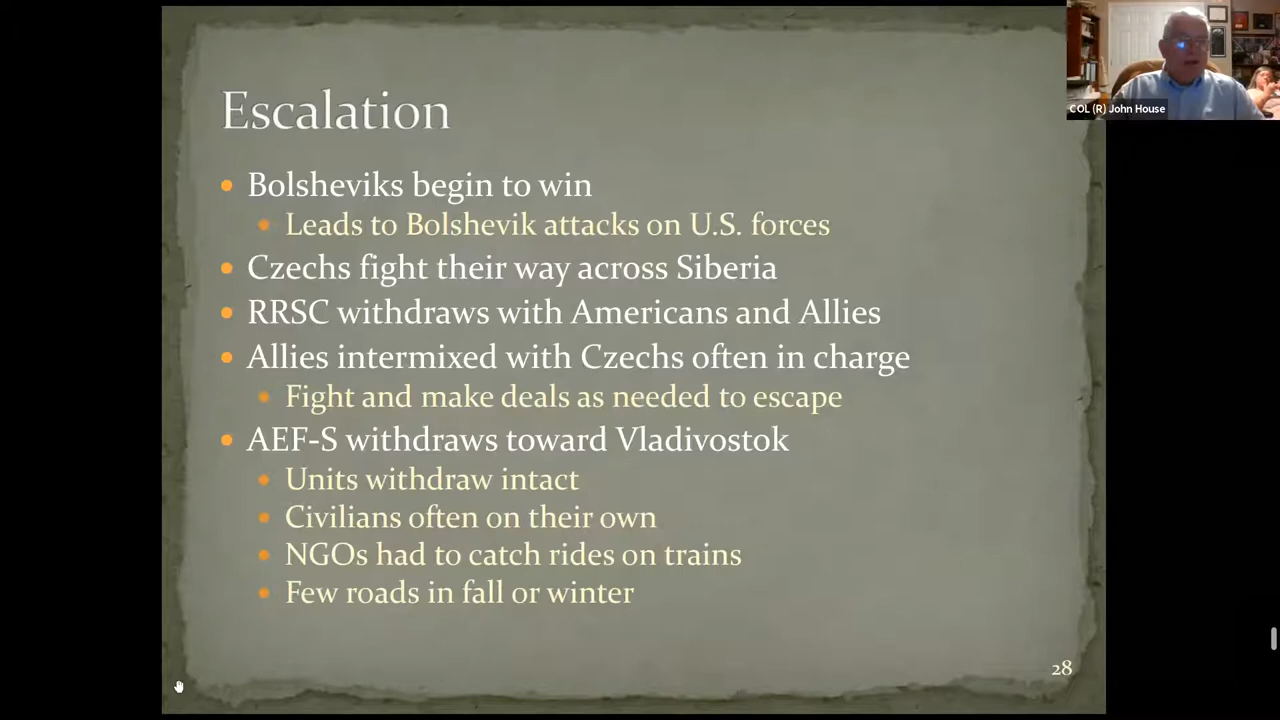 Escalation
Bolsheviks begin to win
Leads to Bolshevik attacks on U.S. forces
Czechs fight their way across Siberia
RRSC withdraws with Americans and Allies
Allies intermixed with Czechs often in charge
Fight and make deals as needed to escape
AEF-S withdraws toward Vladivostok
Units withdraw intact
Civilians often on their own
NGOs had to catch rides on trains
Few roads in fall or winter
28
COL (R) John House